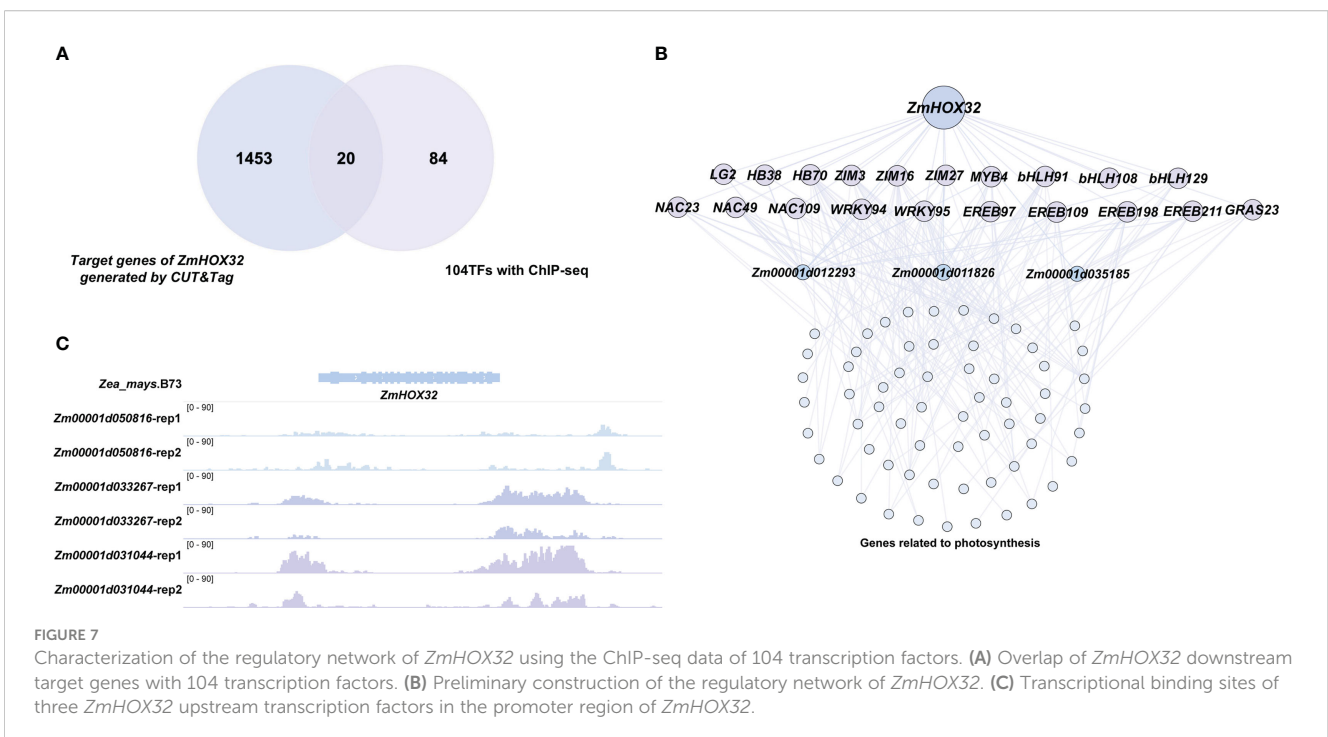 A
1453
20
84
Target genes of ZmHOX32
generated by CUT&Tag
104TFs with ChIP-seq
B
ZmHOX32
LG2 HB38 HB70 ZIM3 ZIM16 ZIM27 MYB4 bHLH91 bHLH108 bHLH129
NAC23 NAC49 NAC109 WRKY94 WRKY95 EREB97 EREB109 EREB198 EREB211 GRAS23
Zm00001d012293 Zm00001d011826 Zm00001d035185
Genes related to photosynthesis
C
Zea_mays.B73
ZmHOX32
Zm00001d050816-rep1 [0 - 90]
Zm00001d050816-rep2 [0 - 90]
Zm00001d033267-rep1 [0 - 90]
Zm00001d033267-rep2 [0 - 90]
Zm00001d031044-rep1 [0 - 90]
Zm00001d031044-rep2 [0 - 90]
FIGURE 7
Characterization of the regulatory network of ZmHOX32 using the ChIP-seq data of 104 transcription factors. (A) Overlap of ZmHOX32 downstream
target genes with 104 transcription factors. (B) Preliminary construction of the regulatory network of ZmHOX32. (C) Transcriptional binding sites of
three ZmHOX32 upstream transcription factors in the promoter region of ZmHOX32.